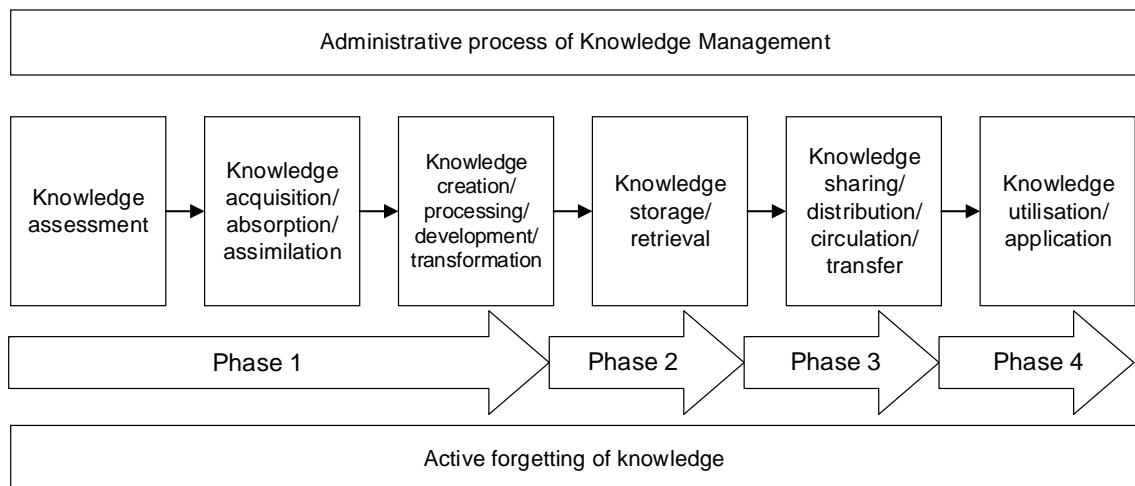 Administrative process of Knowledge Management
Knowledge
assessment
Knowledge
acquisition/
absorption/
assimilation
Knowledge
creation/
processing/
development/
transformation
Knowledge
storage/
retrieval
Knowledge
sharing/
distribution/
circulation/
transfer
Knowledge
utilisation/
application
Phase 1
Phase 2
Phase 3
Phase 4
Active forgetting of knowledge